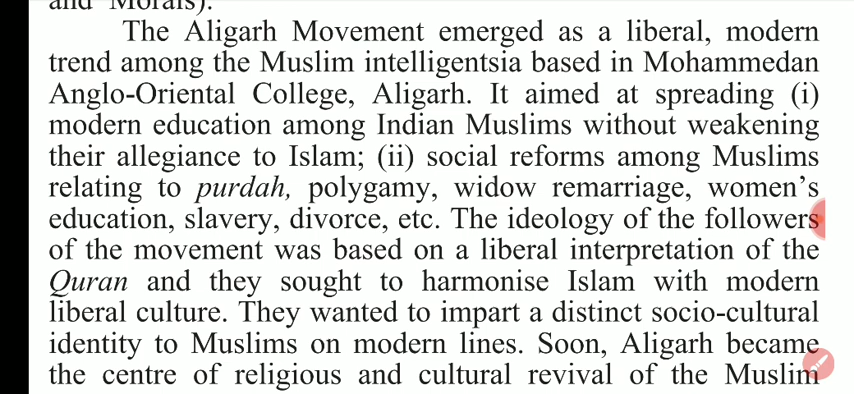 and Morals).
The Aligarh Movement emerged as a liberal, modern
trend among the Muslim intelligentsia based in Mohammedan
Anglo-Oriental College, Aligarh. It aimed at spreading (i)
modern education among Indian Muslims without weakening
their allegiance to Islam; (ii) social reforms among Muslims
relating to purdah, polygamy, widow remarriage, women's
education, slavery, divorce, etc. The ideology of the followers
of the movement was based on a liberal interpretation of the
Quran and they sought to harmonise Islam with modern
liberal culture. They wanted to impart a distinct socio-cultural
identity to Muslims on modern lines. Soon, Aligarh became
the centre of religious and cultural revival of the Muslim